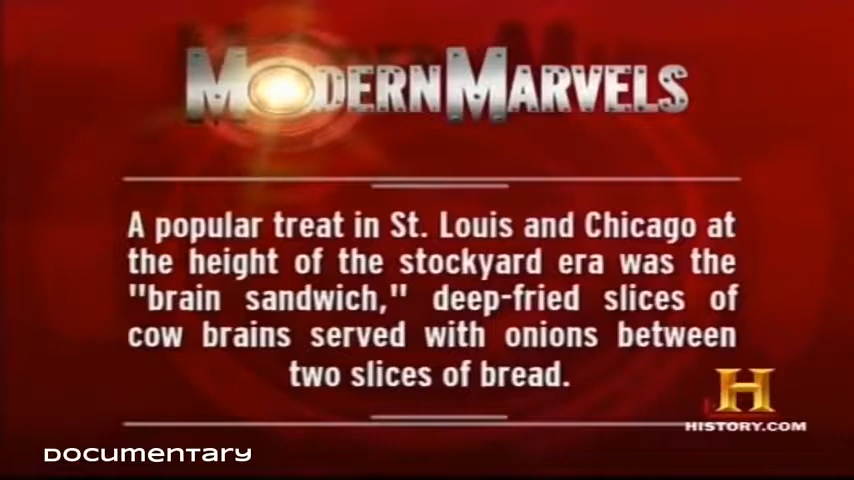 MODERN MARVELS
A popular treat in St. Louis and Chicago at
the height of the stockyard era was the
"brain sandwich," deep-fried slices of
cow brains served with onions between
two slices of bread.
H
HISTORY.COM
Documentary